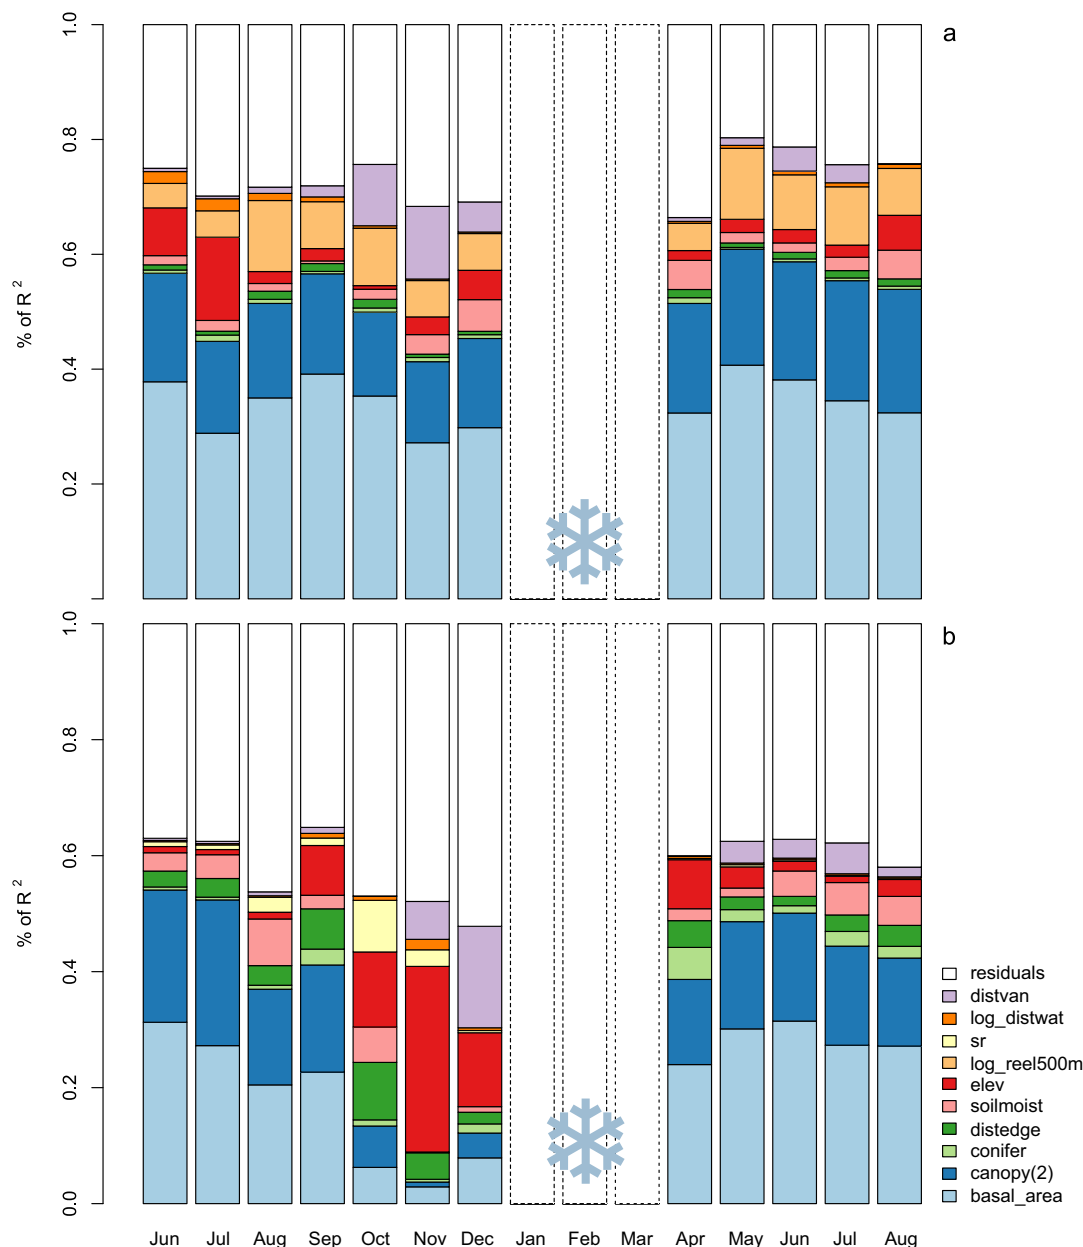 a
1.0
0.8
0.6
0.4
0.2
% of R 2
b
1.0
0.8
0.6
0.4
0.2
0.0
% of R 2
residuals
distvan
log_distwat
sr
log_reel500m
elev
soilmoist
distedge
conifer
canopy(2)
basal_area
Jun Jul Aug Sep Oct Nov Dec Jan Feb Mar Apr May Jun Jul Aug